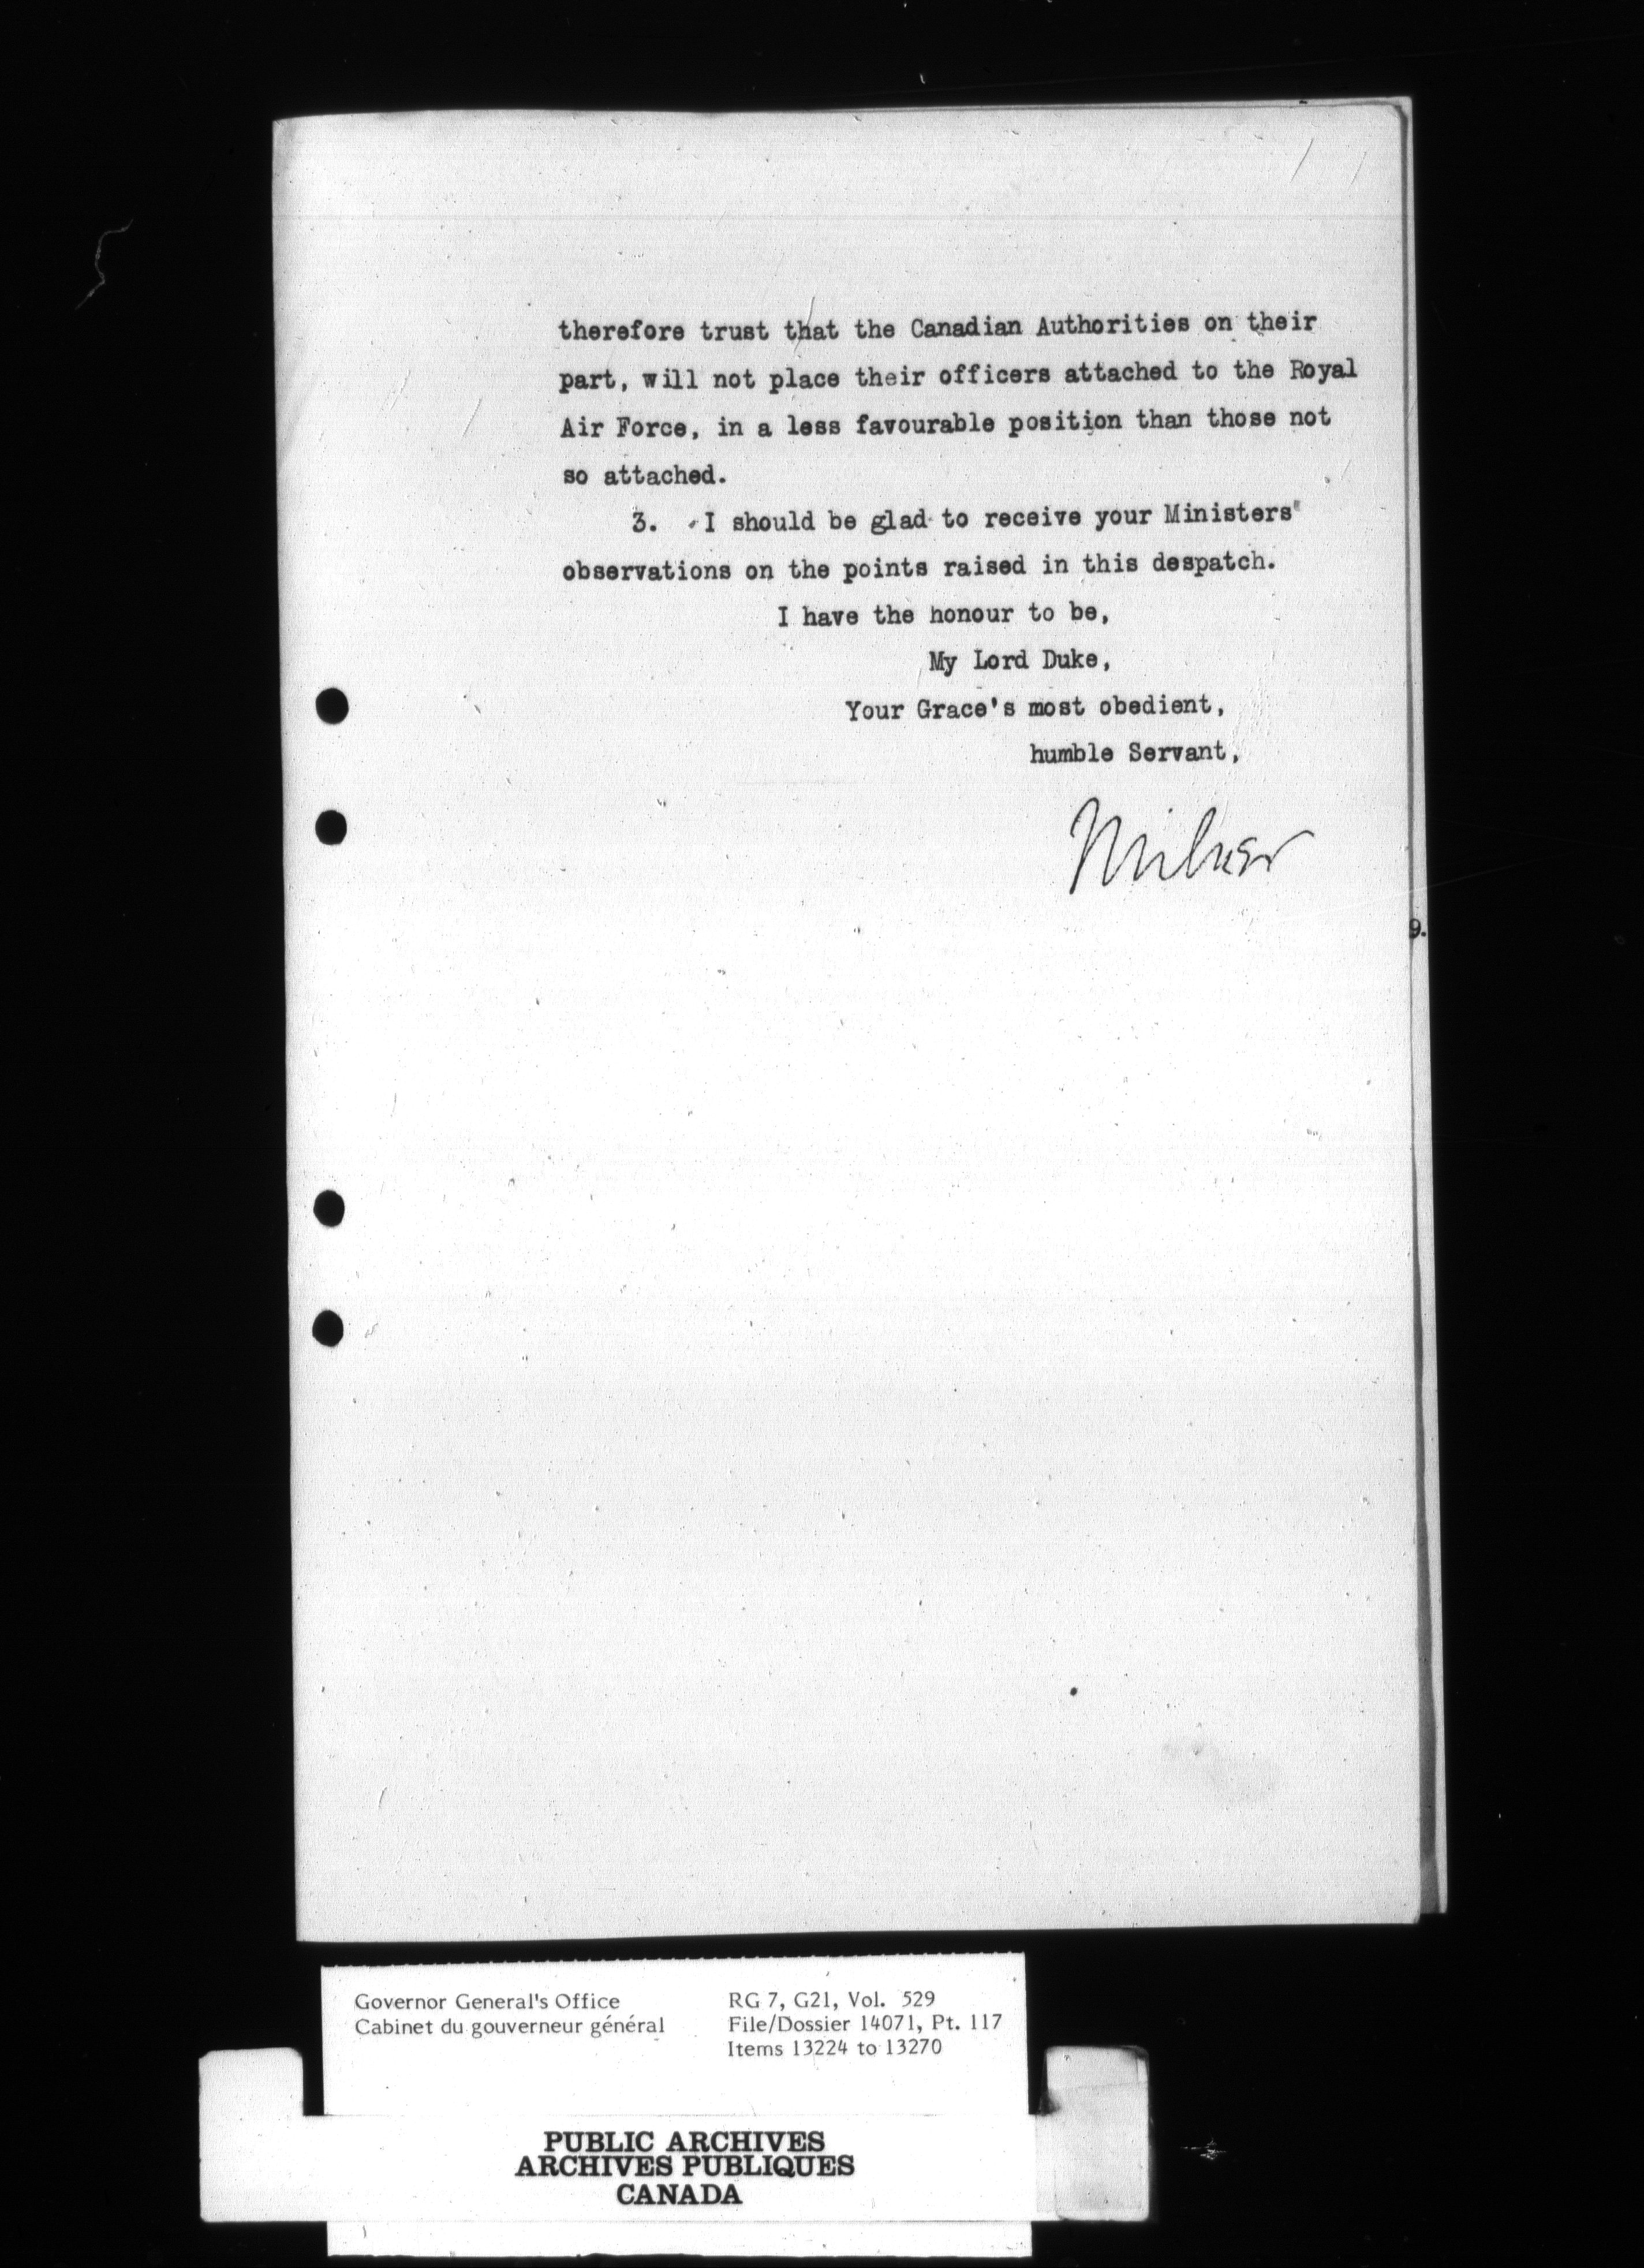 therefore trust that the Canadian Authorities on their
part, will not place their officers attached to the Royal
Air Force, in a less favourable position than those not
so attached.
3. I should be glad to receive your Ministers'
observations on the points raised in this despatch.
I have the honour to be,
My Lord Duke,
Your Grace's most obedient,
humble Servant,
Milner
9.
Governor General's Office
Cabinet du gouverneur général
RG 7, G21, Vol. 529
File/Dossier 14071, Pt. 117
Items 13224 to 13270
PUBLIC ARCHIVES
ARCHIVES PUBLIQUES
CANADA